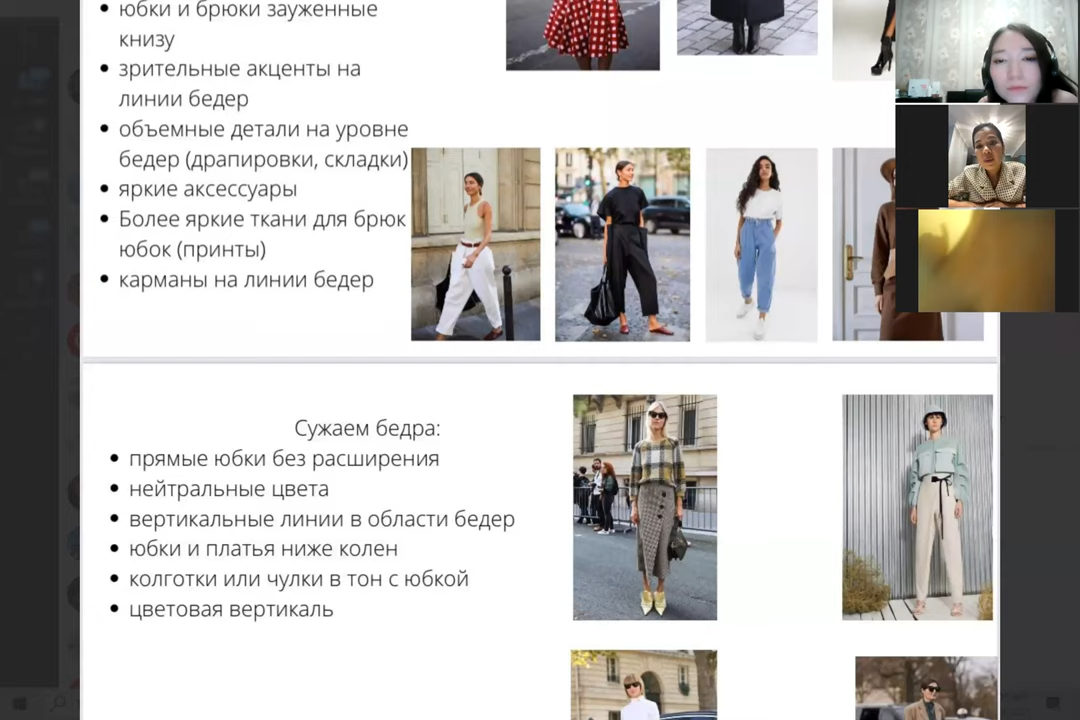 юбки и брюки зауженные
книзу
зрительные акценты на
линии бедер
объемные детали на уровне
бедер (драпировки, складки)
яркие аксессуары
Более яркие ткани для брюк
юбок (принты)
карманы на линии бедер
Сужаем бедра:
прямые юбки без расширения
нейтральные цвета
вертикальные линии в области бедер
юбки и платья ниже колен
колготки или чулки в тон с юбкой
цветовая вертикаль